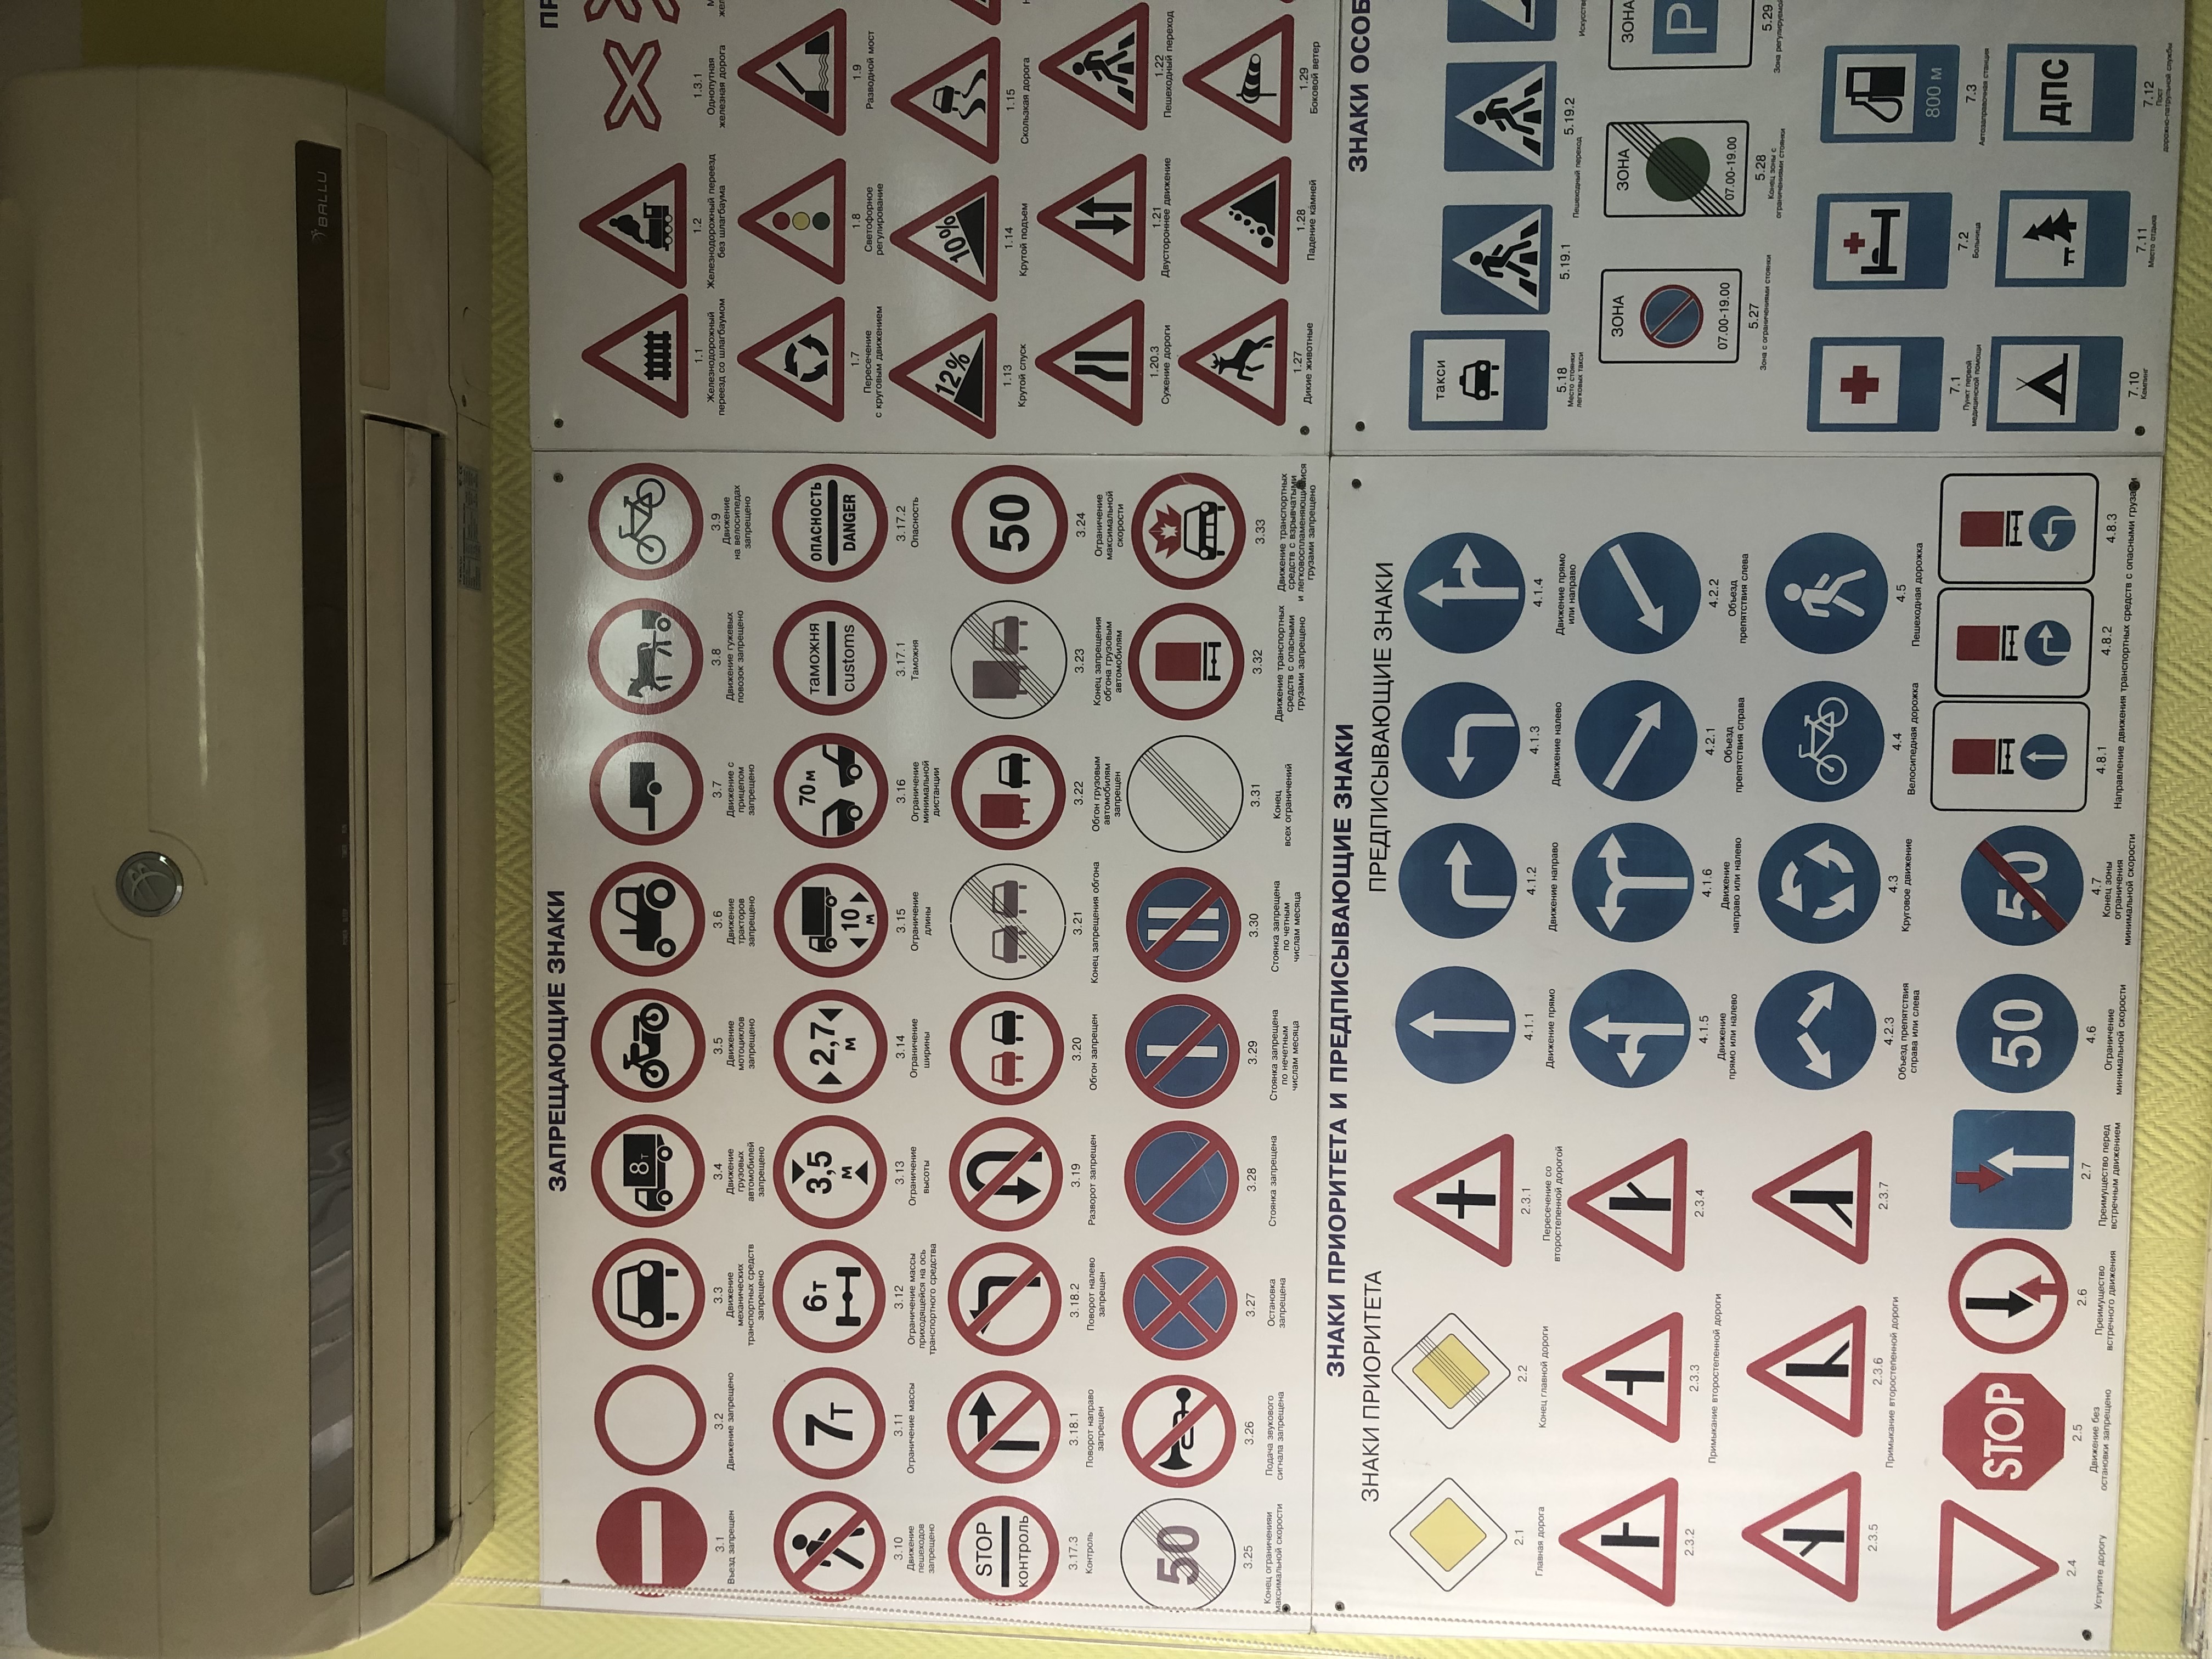 BALLU
ЗАПРЕЩАЮЩИЕ ЗНАКИ
8т
3.1
Въезд запрещен
3.2
Движение запрещено
3.3
Движение
механических
транспортных средств
запрещено
3.4
Движение
грузовых
автомобилей
запрещено
3.5
Движение
мотоциклов
запрещено
3.6
Движение
тракторов
запрещено
3.7
Движение с
прицепом
запрещено
3.8
Движение гужевых
повозок запрещено
3.9
Движение
на велосипедах
запрещено
7т
6т
3,5
м
2,7
м
10
м
70 м
таможня
customs
ОПАСНОСТЬ
DANGER
3.10
Движение
пешеходов
запрещено
3.11
Ограничение массы
3.12
Ограничение массы
приходящейся на ось
транспортного средства
3.13
Ограничение
высоты
3.14
Ограничение
ширины
3.15
Ограничение
длины
3.16
Ограничение
минимальной
дистанции
3.17.1
Таможня
3.17.2
Опасность
STOP
контроль
50
3.17.3
Контроль
3.18.1
Поворот направо
запрещен
3.18.2
Поворот налево
запрещен
3.19
Разворот запрещен
3.20
Обгон запрещен
3.21
Конец запрещения обгона
3.22
Обгон грузовым
автомобилям
запрещен
3.23
Конец запрещения
обгона грузовым
автомобилям
3.24
Ограничение
максимальной
скорости
50
3.25
Конец ограничения
максимальной скорости
3.26
Подача звукового
сигнала запрещена
3.27
Остановка
запрещена
3.28
Стоянка запрещена
3.29
Стоянка запрещена
по нечетным
числам месяца
3.30
Стоянка запрещена
по четным
числам месяца
3.31
Конец
всех ограничений
3.32
Движение транспортных
средств с опасными
грузами запрещено
3.33
Движение транспортных
средств с взрывчатыми
и легковоспламеняющимися
грузами запрещено
ПР
1.1
Железнодорожный
переезд со шлагбаумом
1.2
Железнодорожный переезд
без шлагбаума
1.3.1
Однопутная
железная дорога
1.7
Пересечение
с круговым движением
1.8
Светофорное
регулирование
1.9
Разводной мост
12%
10%
1.13
Крутой спуск
1.14
Крутой подъем
1.15
Скользкая дорога
1.20.3
Сужение дороги
1.21
Двустороннее движение
1.22
Пешеходный переход
1.27
Дикие животные
1.28
Падение камней
1.29
Боковой ветер
ЗНАКИ ПРИОРИТЕТА И ПРЕДПИСЫВАЮЩИЕ ЗНАКИ
ЗНАКИ ПРИОРИТЕТА
ПРЕДПИСЫВАЮЩИЕ ЗНАКИ
2.1
Главная дорога
2.2
Конец главной дороги
2.3.1
Пересечение со
второстепенной дорогой
4.1.1
Движение прямо
4.1.2
Движение направо
4.1.3
Движение налево
4.1.4
Движение прямо
или направо
2.3.2
2.3.3
2.3.4
Примыкание второстепенной дороги
4.1.5
Движение
прямо или налево
4.1.6
Движение
направо или налево
4.2.1
Объезд
препятствия справа
4.2.2
Объезд
препятствия слева
2.3.5
2.3.6
2.3.7
Примыкание второстепенной дороги
4.2.3
Объезд препятствия
справа или слева
4.3
Круговое движение
4.4
Велосипедная дорожка
4.5
Пешеходная дорожка
STOP
50
50
2.4
Уступите дорогу
2.5
Движение без
остановки запрещено
2.6
Преимущество
встречного движения
2.7
Преимущество перед
встречным движением
4.6
Ограничение
минимальной скорости
4.7
Конец зоны
ограничения
минимальной скорости
4.8.1
4.8.2
4.8.3
Направление движения транспортных средств с опасными грузами
ЗНАКИ ОСОБ
такси
5.18
Место стоянки
легковых такси
5.19.1
5.19.2
Пешеходный переход
Искусстве
ЗОНА
07.00-19.00
ЗОНА
07.00-19.00
ЗОНА
P
5.27
Зона с ограничениями стоянки
5.28
Конец зоны с
ограничениями стоянки
5.29
Зона регулируемой
800 м
7.1
Пункт первой
медицинской помощи
7.2
Больница
7.3
Автозаправочная станция
ДПС
7.10
Кемпинг
7.11
Место отдыха
7.12
Пост
дорожно-патрульной службы